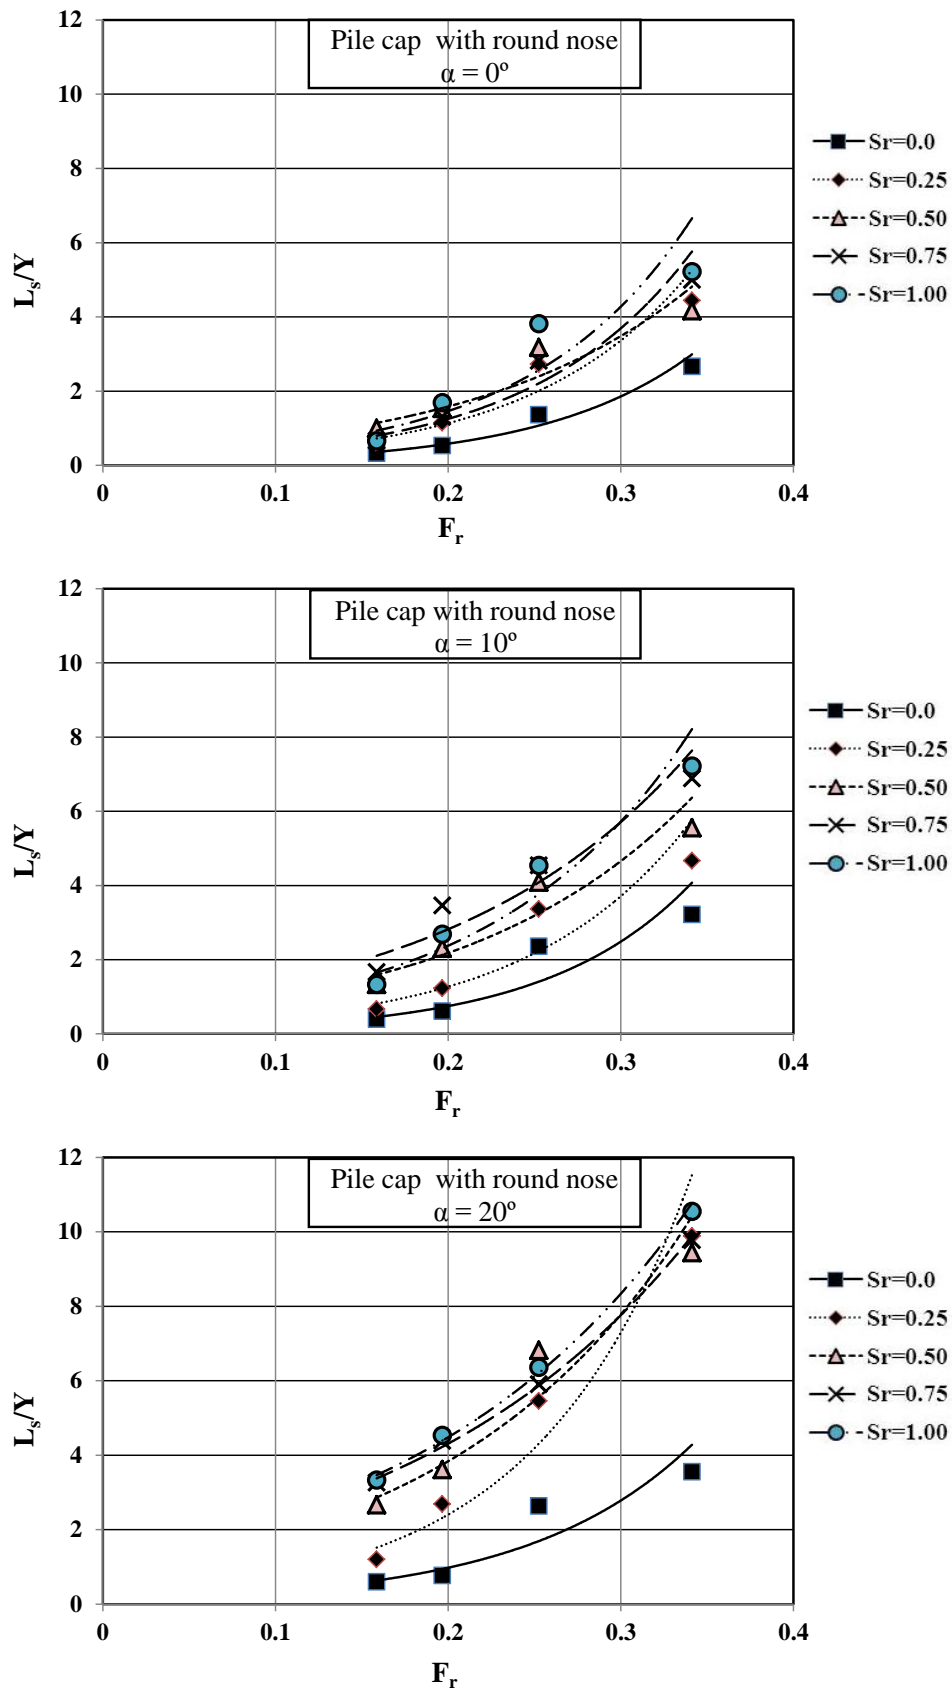 12
Pile cap with round nose
α = 0º
10
8
6
4
2
0
Ls/Y
0
0.1
0.2
0.3
0.4
Fr
Sr=0.0
Sr=0.25
Sr=0.50
Sr=0.75
Sr=1.00
12
Pile cap with round nose
α = 10º
10
8
6
4
2
0
Ls/Y
0
0.1
0.2
0.3
0.4
Fr
Sr=0.0
Sr=0.25
Sr=0.50
Sr=0.75
Sr=1.00
12
Pile cap with round nose
α = 20º
10
8
6
4
2
0
Ls/Y
0
0.1
0.2
0.3
0.4
Fr
Sr=0.0
Sr=0.25
Sr=0.50
Sr=0.75
Sr=1.00